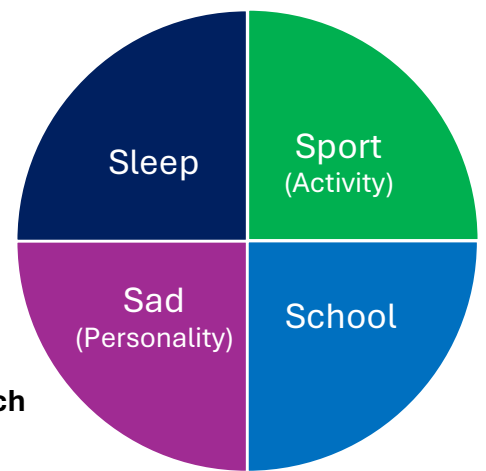 Sleep
Sport
(Activity)
Sad
(Personality)
School
ch